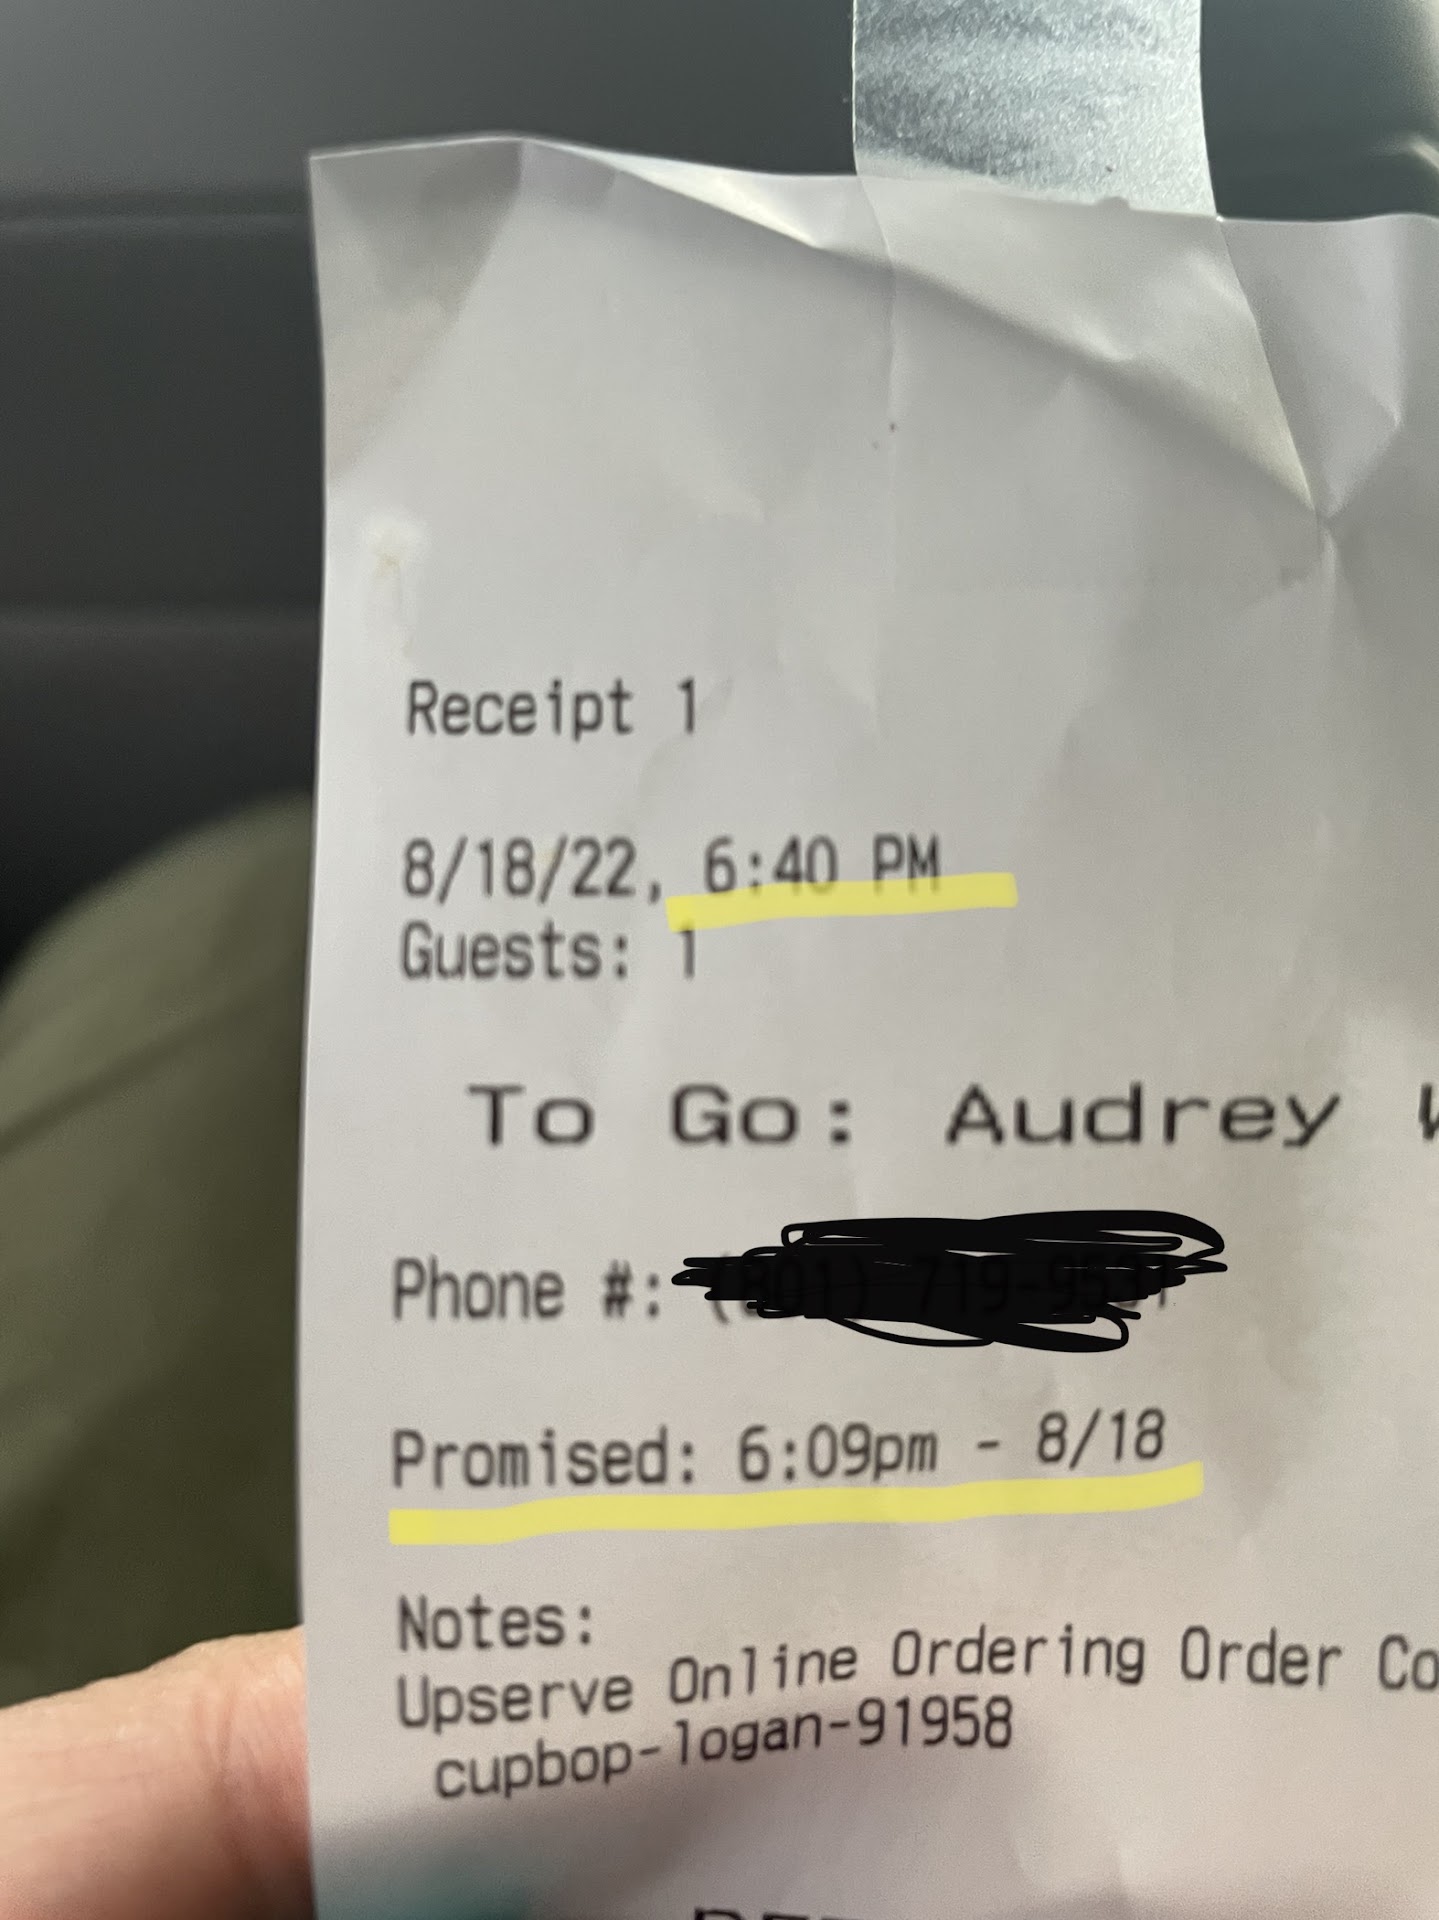 Receipt 1
8/18/22, 6:40 PM
Guests: 1
To Go: Audrey
Phone #:
Promised: 6:09pm - 8/18
Notes:
Upserve Online Ordering Order Co
cupbop-logan-91958